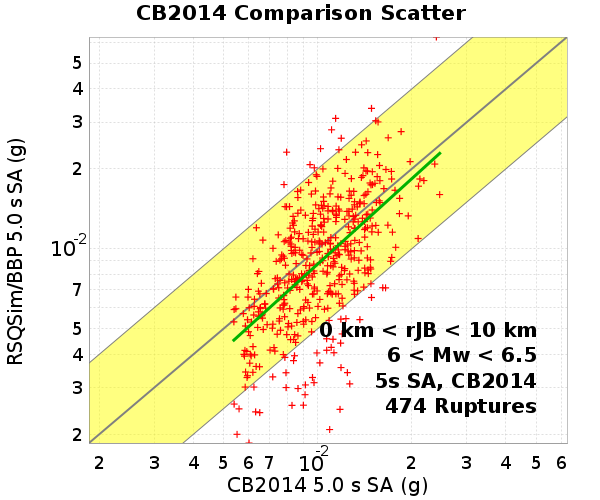 CB2014 Comparison Scatter
RSQSim/BBP 5.0 s SA (g)
5
4
3
2
10-2
7
5
4
3
2
0 km < rJB < 10 km
6 < Mw < 6.5
5s SA, CB2014
474 Ruptures
2 3 4 5 6 7 10-2 2 3 4 5 6
CB2014 5.0 s SA (g)